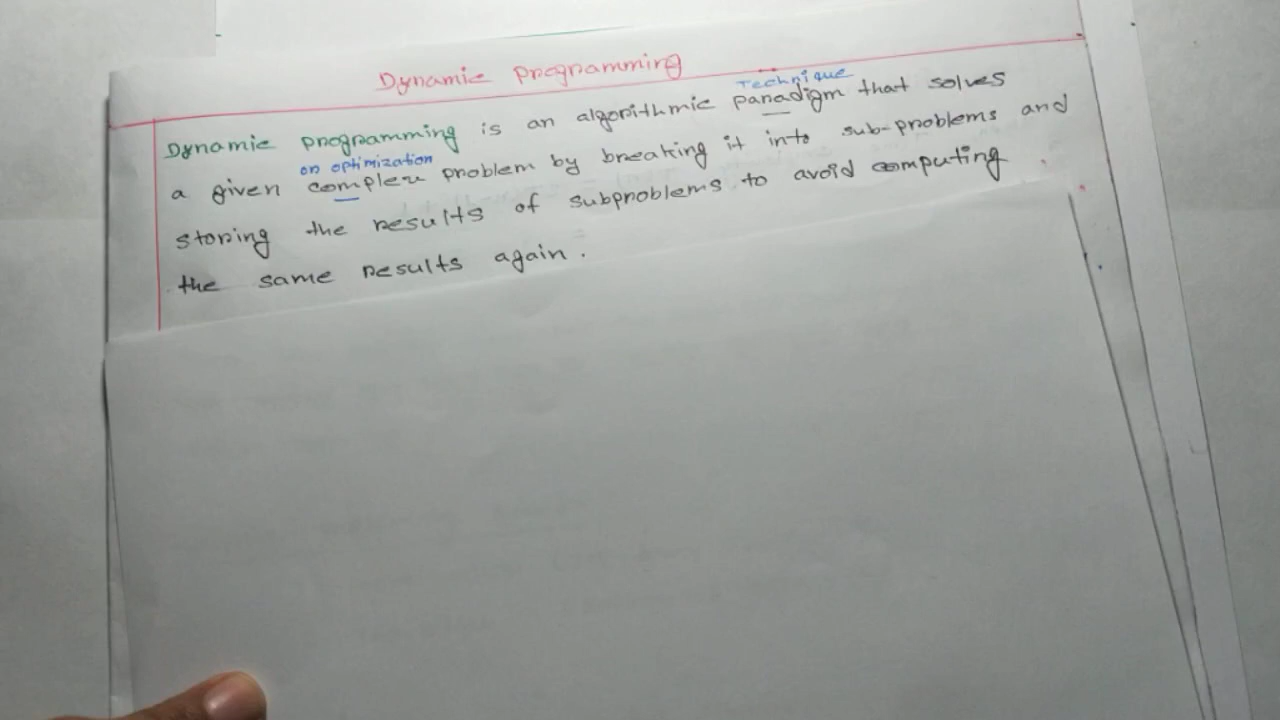 Dynamic Programming
Technique
Dynamic Programming is an algorithmic paradigm that solves
on optimization
a given complex problem by breaking it into sub-problems and
storing the results of subproblems to avoid computing
the same results again.